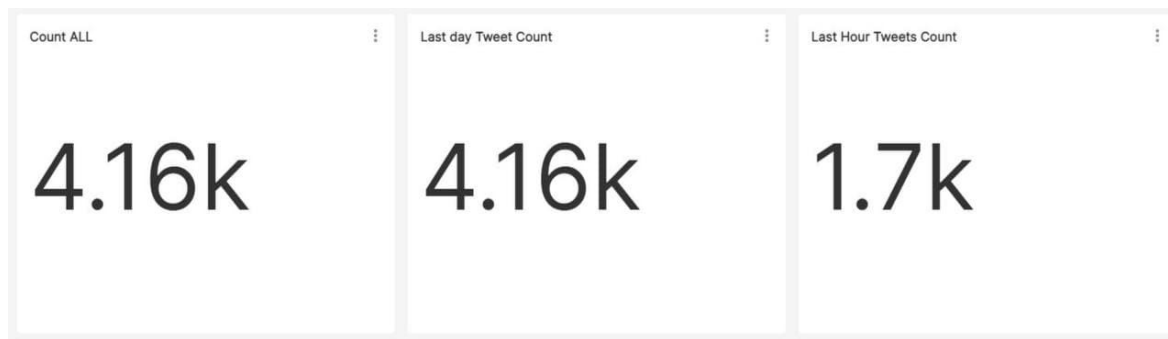 Count ALL
4.16k
Last day Tweet Count
4.16k
Last Hour Tweets Count
1.7k